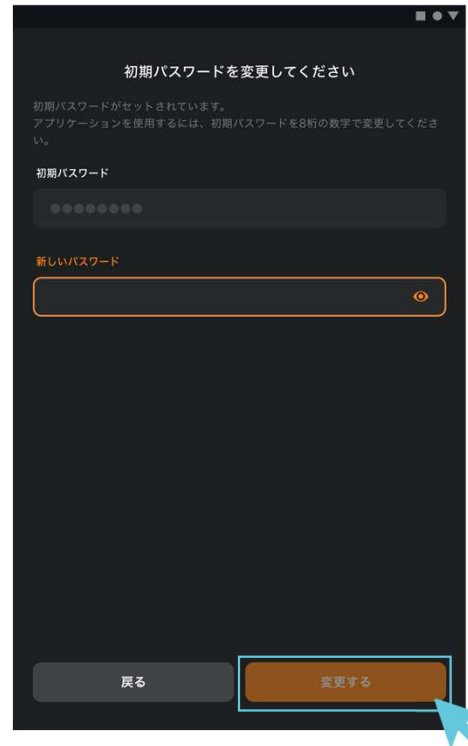 初期パスワードを変更してください
初期パスワードがセットされています。
アプリケーションを使用するには、初期パスワードを8桁の数字で変更してくださ
い。
初期パスワード
新しいパスワード
戻る
変更する